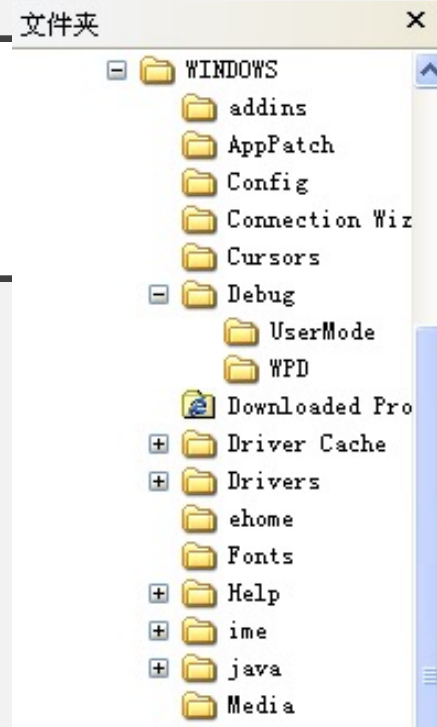 文件夹
WINDOWS
addins
AppPatch
Config
Connection Wiz
Cursors
Debug
UserMode
WPD
Downloaded Pro
Driver Cache
Drivers
ehome
Fonts
Help
ime
java
Media